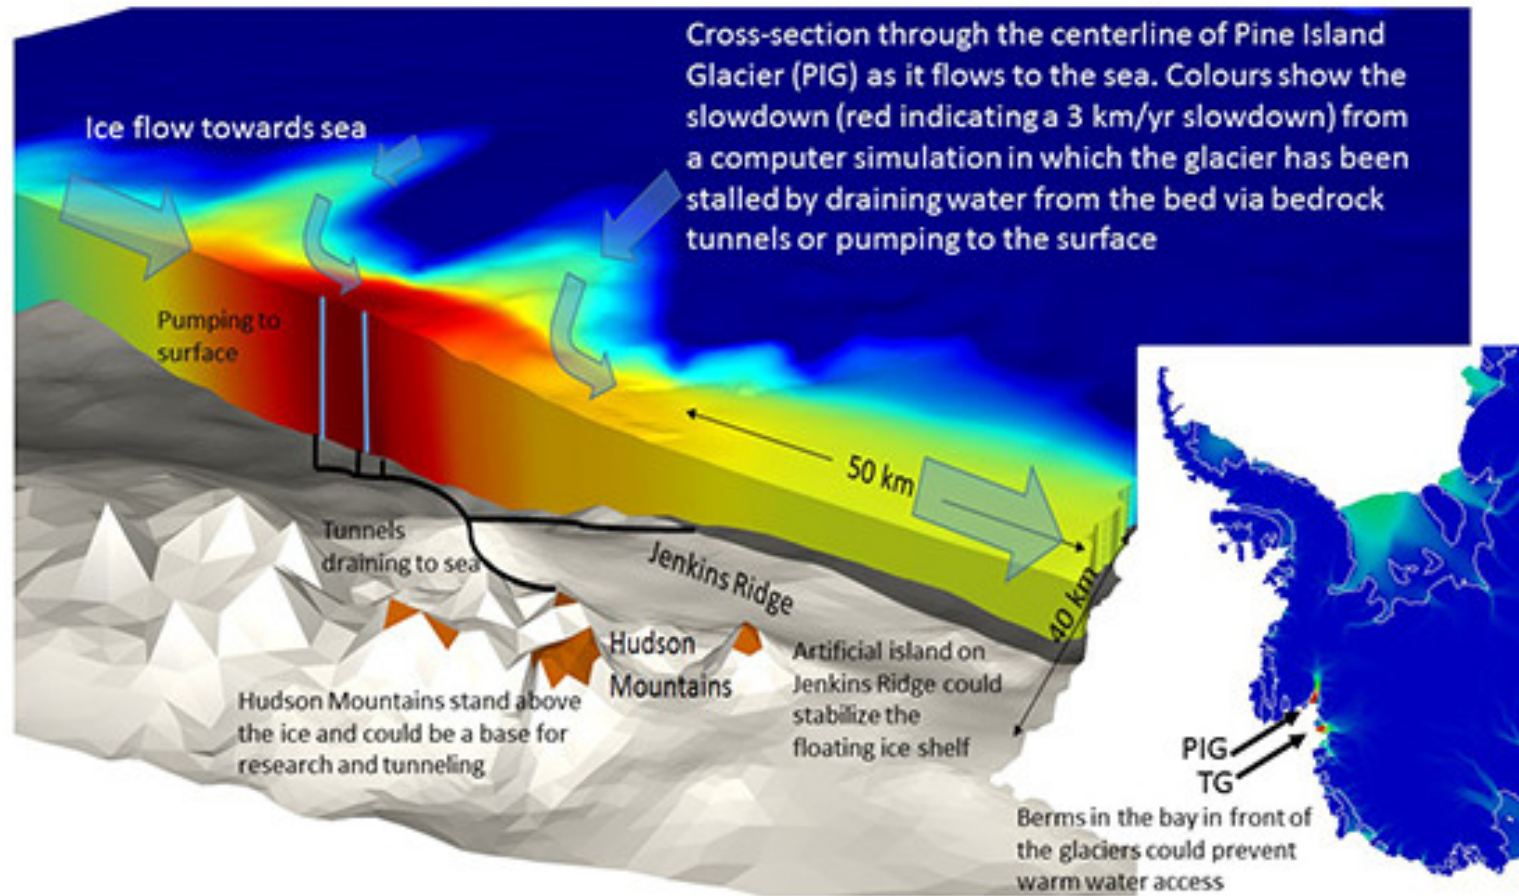 Cross-section through the centerline of Pine Island
Glacier (PIG) as it flows to the sea. Colours show the
slowdown (red indicating a 3 km/yr slowdown) from
a computer simulation in which the glacier has been
stalled by draining water from the bed via bedrock
tunnels or pumping to the surface
Ice flow towards sea
Pumping to
surface
50 km
40 km
Tunnels
draining to sea
Jenkins Ridge
Hudson
Mountains
Artificial island on
Jenkins Ridge could
stabilize the
floating ice shelf
Hudson Mountains stand above
the ice and could be a base for
research and tunneling
PIG
TG
Berms in the bay in front of
the glaciers could prevent
warm water access